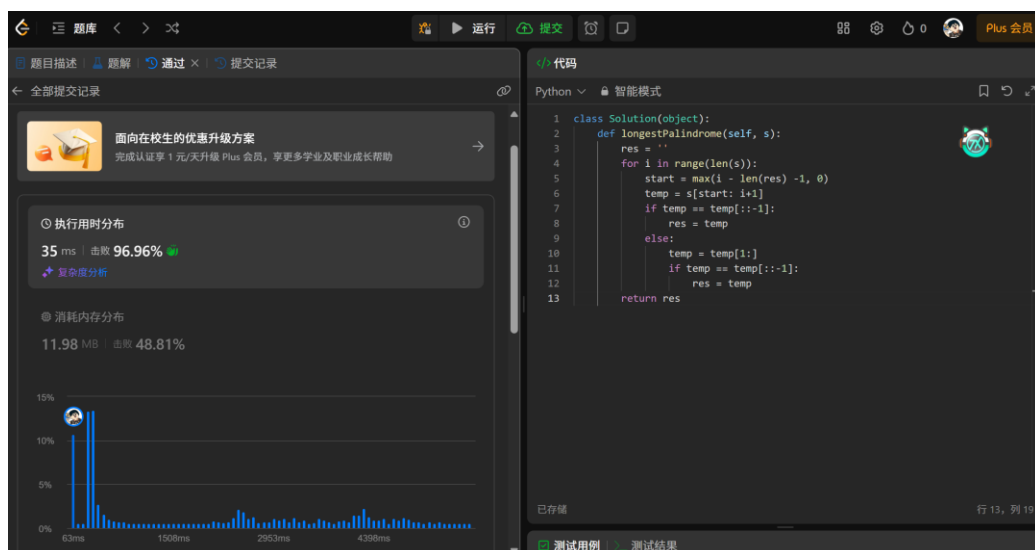 题库
运行
提交
0
Plus 会员
题目描述
题解
通过
提交记录
全部提交记录
面向在校生的优惠升级方案
完成认证享 1 元/天升级 Plus 会员，享更多学业及职业成长帮助
执行用时分布
35 ms 击败 96.96%
复杂度分析
消耗内存分布
11.98 MB 击败 48.81%
15%
10%
5%
0%
63ms 1508ms 2953ms 4398ms
</> 代码
Python 智能模式
1 class Solution(object):
2 def longestPalindrome(self, s):
3 res = ''
4 for i in range(len(s)):
5 start = max(i - len(res) -1, 0)
6 temp = s[start: i+1]
7 if temp == temp[::-1]:
8 res = temp
9 else:
10 temp = temp[1:]
11 if temp == temp[::-1]:
12 res = temp
13 return res
已存储
行 13，列 19
测试用例
测试结果